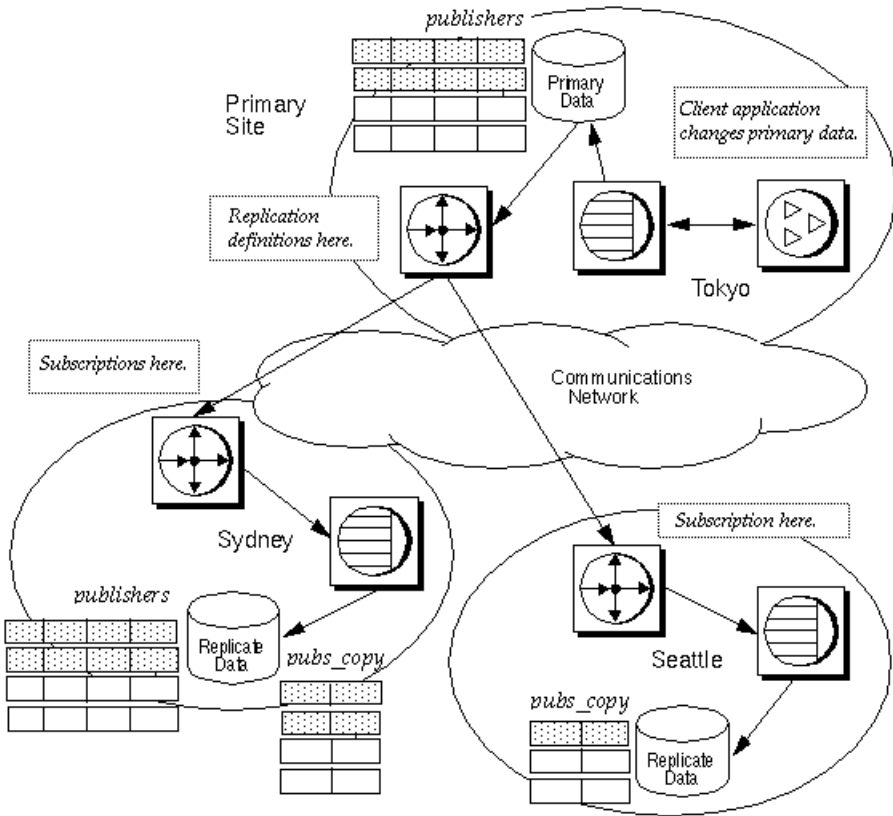 publishers
Primary
Data
Primary
Site
Client application
changes primary data.
Replication
definitions here.
Tokyo
Subscriptions here.
Communications
Network
Sydney
Subscription here.
publishers
Replicate
Data
pubs_copy
Seattle
pubs_copy
Replicate
Data